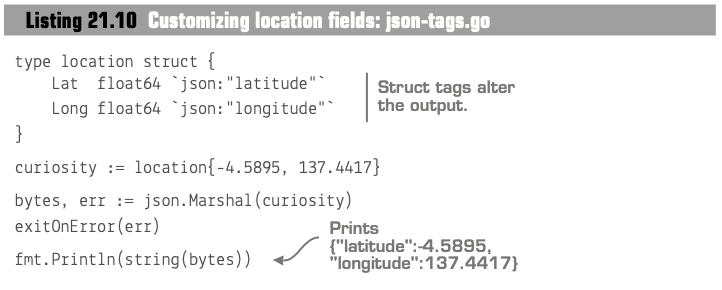 Listing 21.10 Customizing location fields: json-tags.go
type location struct {
    Lat  float64 `json:"latitude"`
    Long float64 `json:"longitude"`
}
Struct tags alter
the output.
curiosity := location{-4.5895, 137.4417}
bytes, err := json.Marshal(curiosity)
exitOnError(err)
fmt.Println(string(bytes))
Prints
{"latitude":-4.5895,
"longitude":137.4417}